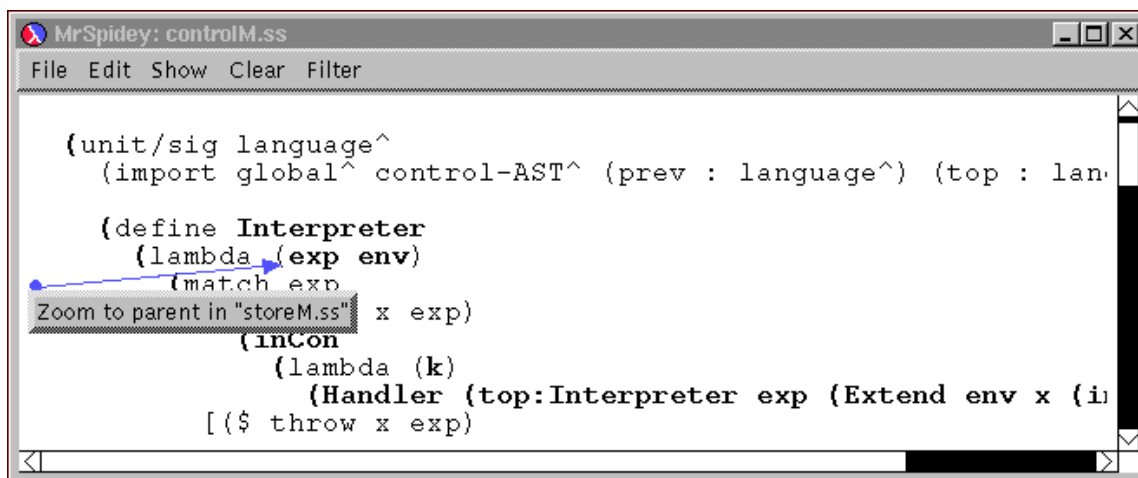 MrSpidey: controlM.ss
File Edit Show Clear Filter
(unit/sig language^
(import global^ control-AST^ (prev : language^) (top : lan
(define Interpreter
(lambda (exp env)
(match exp
Zoom to parent in "storeM.ss" x exp)
(inCon
(lambda (k)
(Handler (top:Interpreter exp (Extend env x (i
[($ throw x exp)